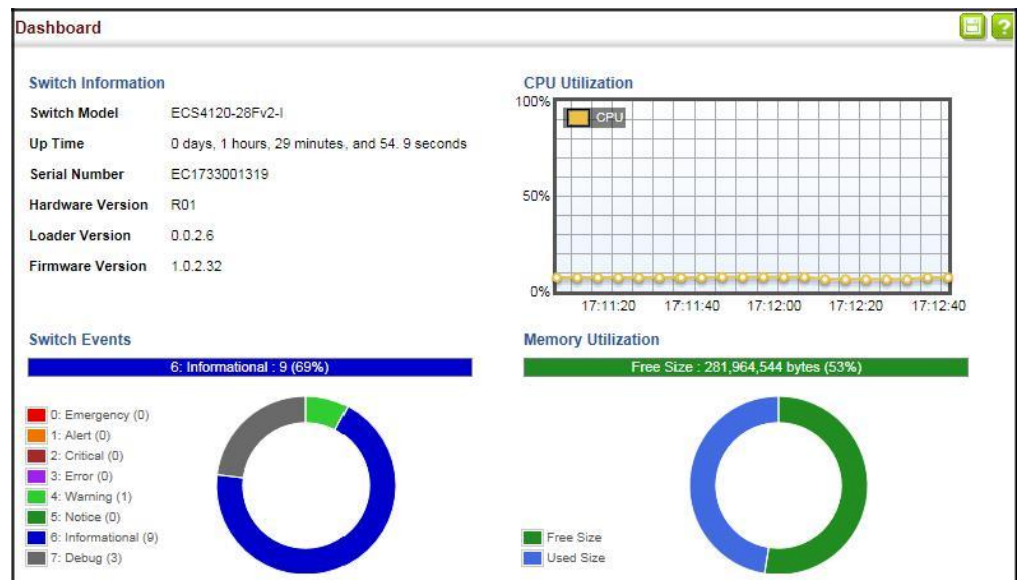 Dashboard
?
Switch Information
Switch Model ECS4120-28Fv2-I
Up Time 0 days, 1 hours, 29 minutes, and 54. 9 seconds
Serial Number EC1733001319
Hardware Version R01
Loader Version 0.0.2.6
Firmware Version 1.0.2.32
CPU Utilization
100%
CPU
50%
0%
17:11:20 17:11:40 17:12:00 17:12:20 17:12:40
Switch Events
6: Informational : 9 (69%)
0: Emergency (0)
1: Alert (0)
2: Critical (0)
3: Error (0)
4: Warning (1)
5: Notice (0)
6: Informational (9)
7: Debug (3)
Memory Utilization
Free Size : 281,964,544 bytes (53%)
Free Size
Used Size